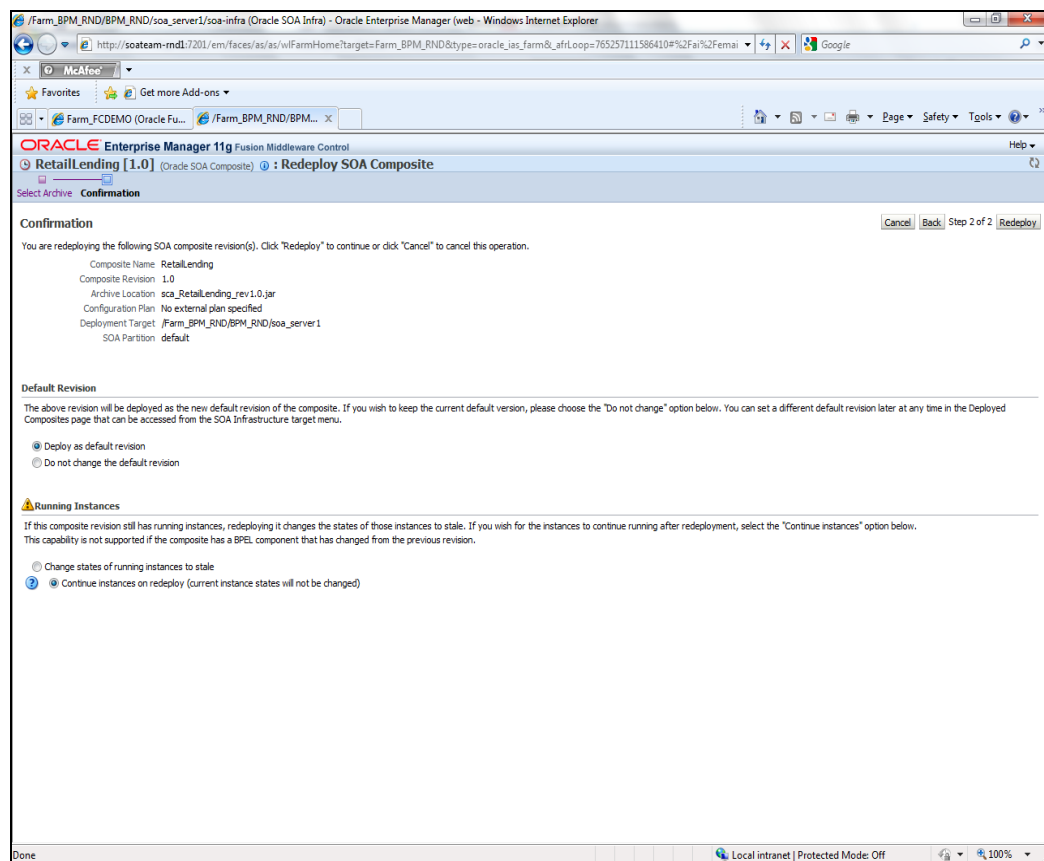 /Farm_BPM_RND/BPM_RND/soa_server1/soa-infra (Oracle SOA Infra) - Oracle Enterprise Manager (web - Windows Internet Explorer
http://soateam-rnd1:7201/em/faces/as/as/wlFarmHome?target=Farm_BPM_RND&type=oracle_ias_farm&_afrLoop=765257111586410#%2Fai%2Femai
Google
X McAfee
Favorites Get more Add-ons
Farm_FCDEMO (Oracle Fu... /Farm_BPM_RND/BPM... X
Page Safety Tools »
ORACLE Enterprise Manager 11g Fusion Middleware Control Help
RetailLending [1.0] (Oracle SOA Composite) : Redeploy SOA Composite
Select Archive Confirmation
Confirmation Cancel Back Step 2 of 2 Redeploy
You are redeploying the following SOA composite revision(s). Click "Redeploy" to continue or click "Cancel" to cancel this operation.
Composite Name RetailLending
Composite Revision 1.0
Archive Location sca_RetailLending_rev1.0.jar
Configuration Plan No external plan specified
Deployment Target /Farm_BPM_RND/BPM_RND/soa_server1
SOA Partition default
Default Revision
The above revision will be deployed as the new default revision of the composite. If you wish to keep the current default version, please choose the "Do not change" option below. You can set a different default revision later at any time in the Deployed
Composites page that can be accessed from the SOA Infrastructure target menu.
Deploy as default revision
Do not change the default revision
Running Instances
If this composite revision still has running instances, redeploying it changes the states of those instances to stale. If you wish for the instances to continue running after redeployment, select the "Continue instances" option below.
This capability is not supported if the composite has a BPEL component that has changed from the previous revision.
Change states of running instances to stale
? Continue instances on redeploy (current instance states will not be changed)
Done Local intranet | Protected Mode: Off 100%